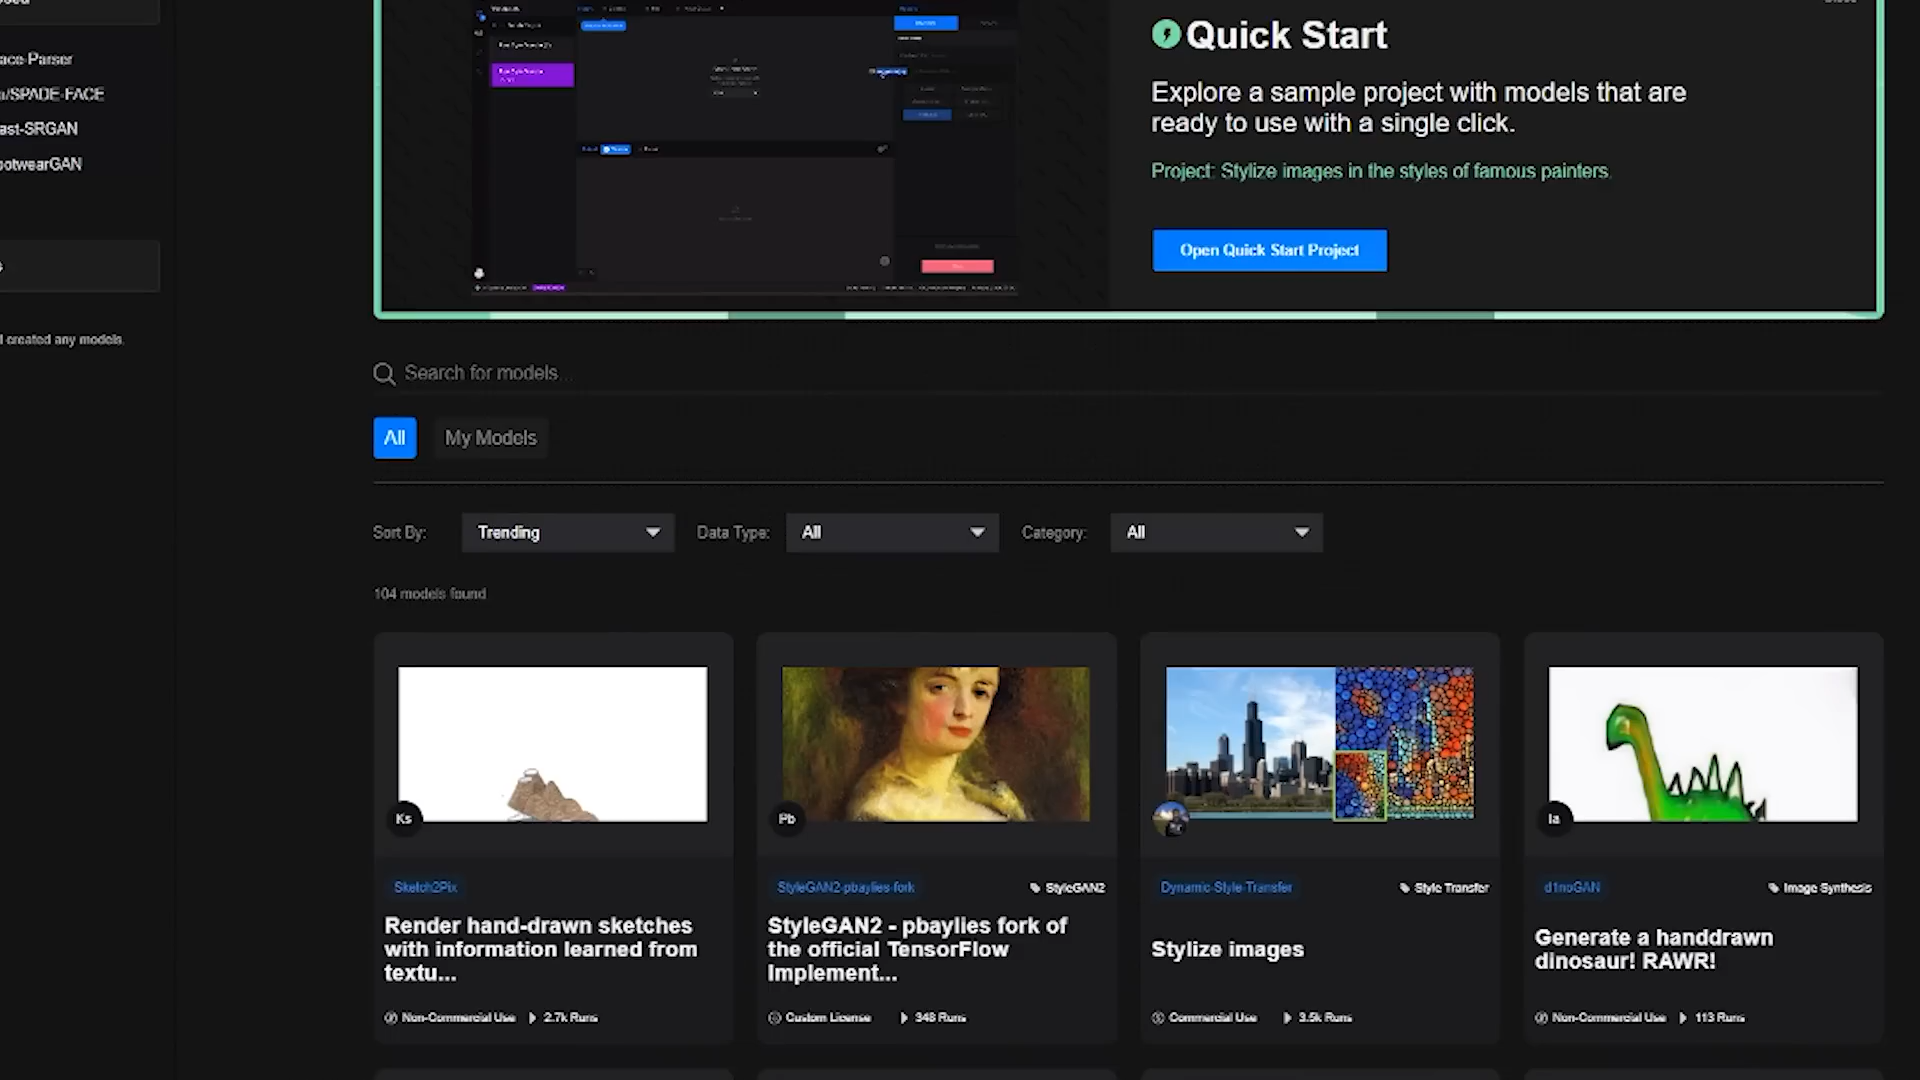 ace-Parser
a/SPADE-FACE
ast-SRGAN
ootwearGAN
created any models.
Quick Start
Explore a sample project with models that are
ready to use with a single click.
Project: Stylize images in the styles of famous painters.
Open Quick Start Project
Search for models...
All
My Models
Sort By:
Trending
Data Type:
All
Category:
All
104 models found
Ks
Sketch2Pix
Render hand-drawn sketches
with information learned from
textu...
Non-Commercial Use
2.7k Runs
Pb
StyleGAN2-pbaylies-fork
StyleGAN2
StyleGAN2 - pbaylies fork of
the official TensorFlow
Implement...
Custom License
348 Runs
Dynamic-Style-Transfer
Style Transfer
Stylize images
Commercial Use
3.5k Runs
Ia
d1noGAN
Image Synthesis
Generate a handdrawn
dinosaur! RAWR!
Non-Commercial Use
113 Runs